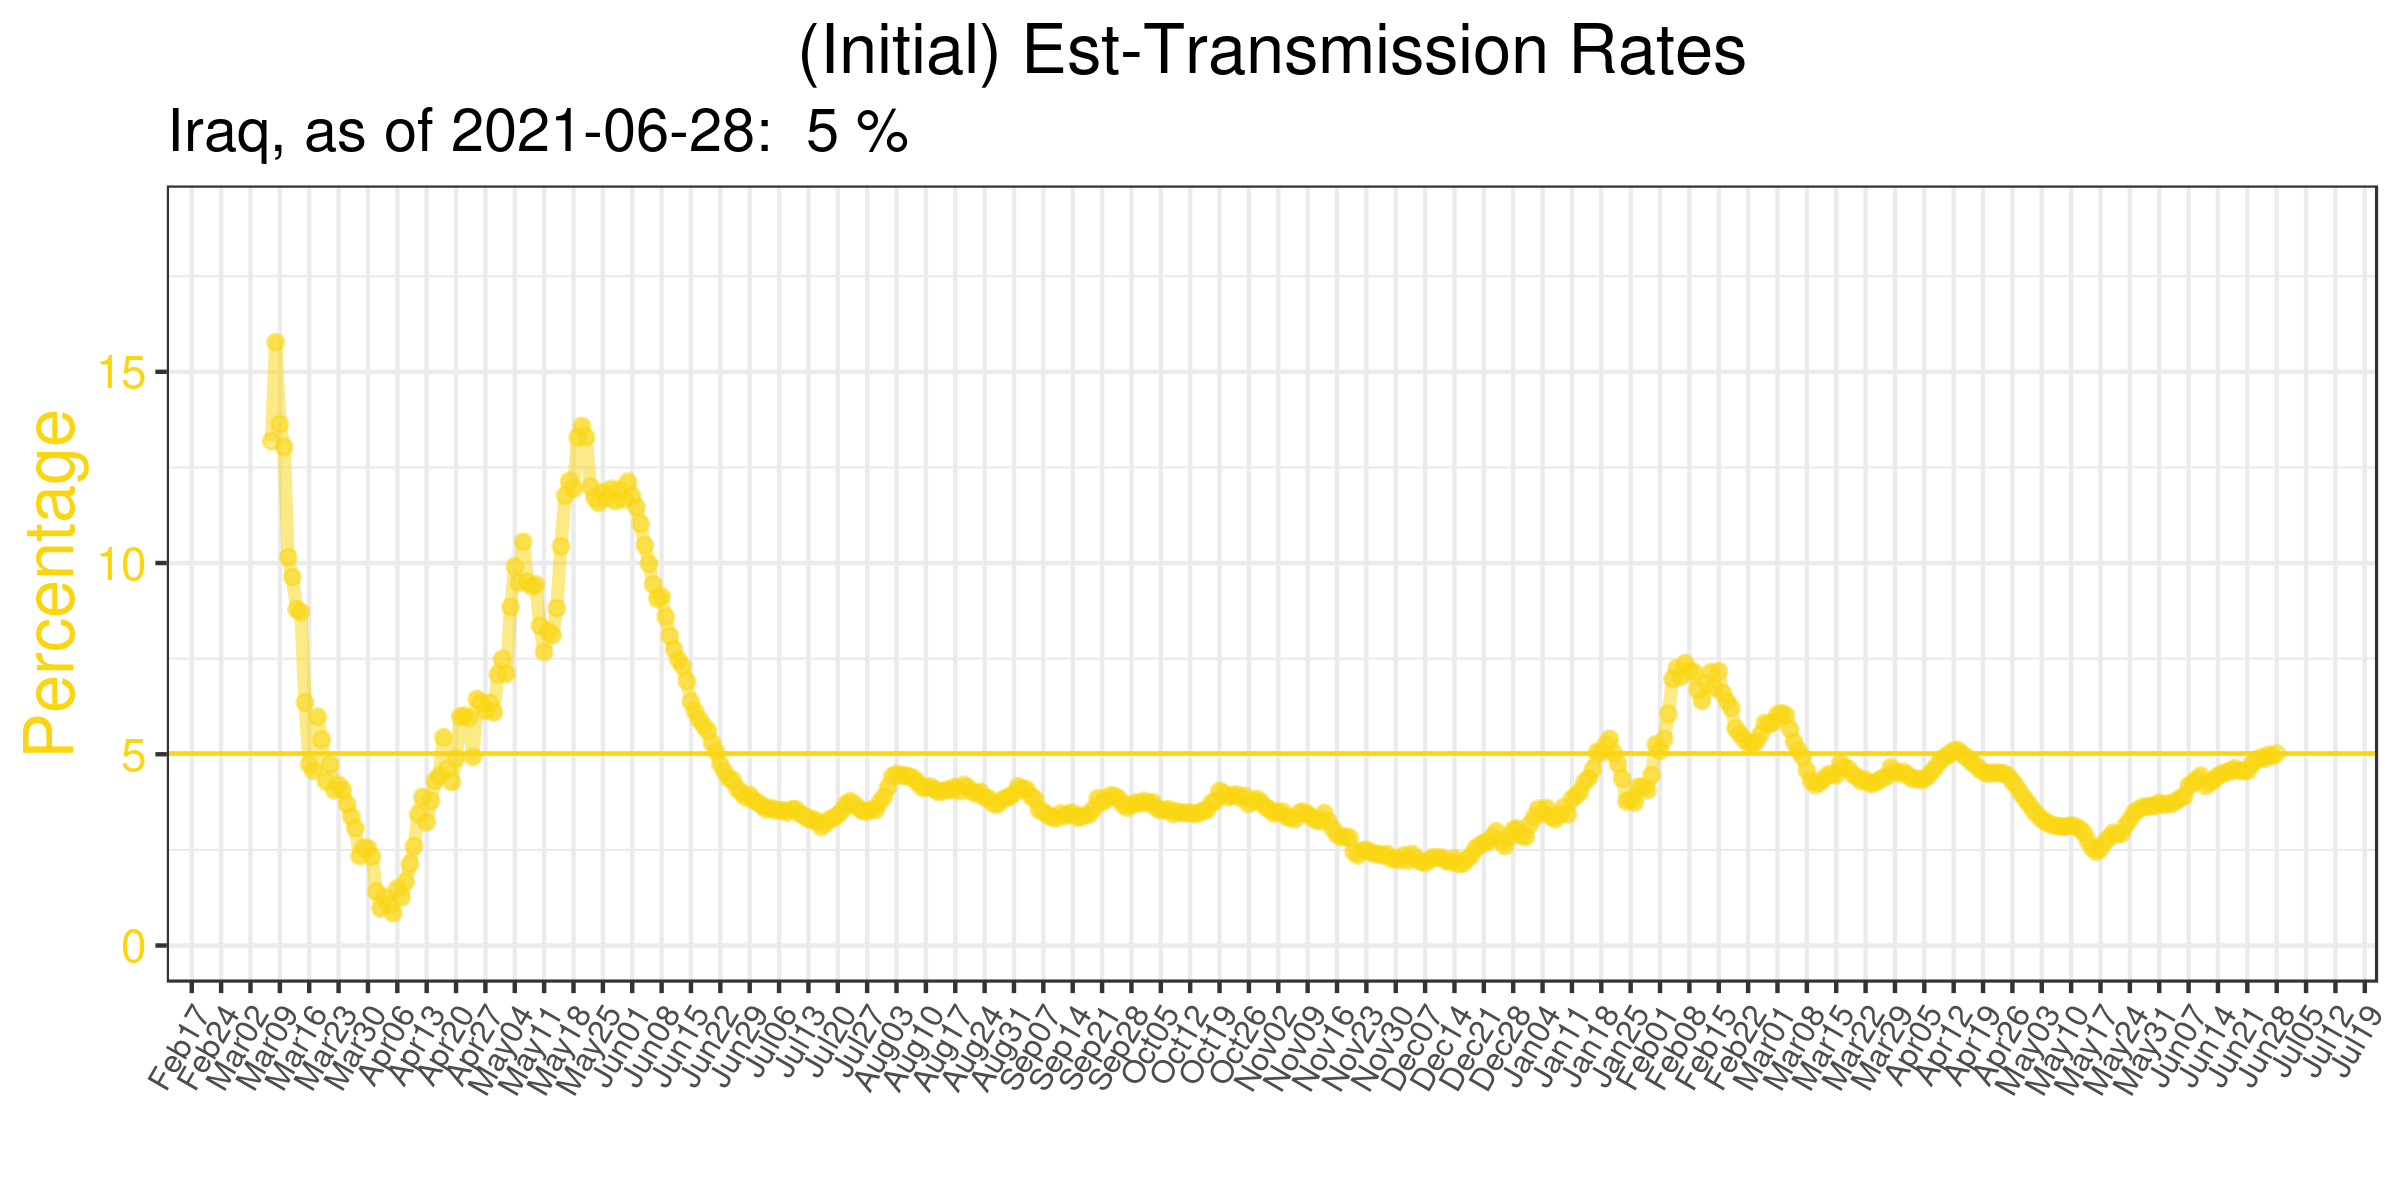 (Initial) Est-Transmission Rates
Iraq, as of 2021-06-28:  5 %
Percentage
15
10
5
0
Feb17
Feb24
Mar02
Mar09
Mar16
Mar23
Mar30
Apr06
Apr13
Apr20
Apr27
May04
May11
May18
May25
Jun01
Jun08
Jun15
Jun22
Jun29
Jul06
Jul13
Jul20
Jul27
Aug03
Aug10
Aug17
Aug24
Aug31
Sep07
Sep14
Sep21
Sep28
Oct05
Oct12
Oct19
Oct26
Nov02
Nov09
Nov16
Nov23
Nov30
Dec07
Dec14
Dec21
Dec28
Jan04
Jan11
Jan18
Jan25
Feb01
Feb08
Feb15
Feb22
Mar01
Mar08
Mar15
Mar22
Mar29
Apr05
Apr12
Apr19
Apr26
May03
May10
May17
May24
May31
Jun07
Jun14
Jun21
Jun28
Jul05
Jul12
Jul19